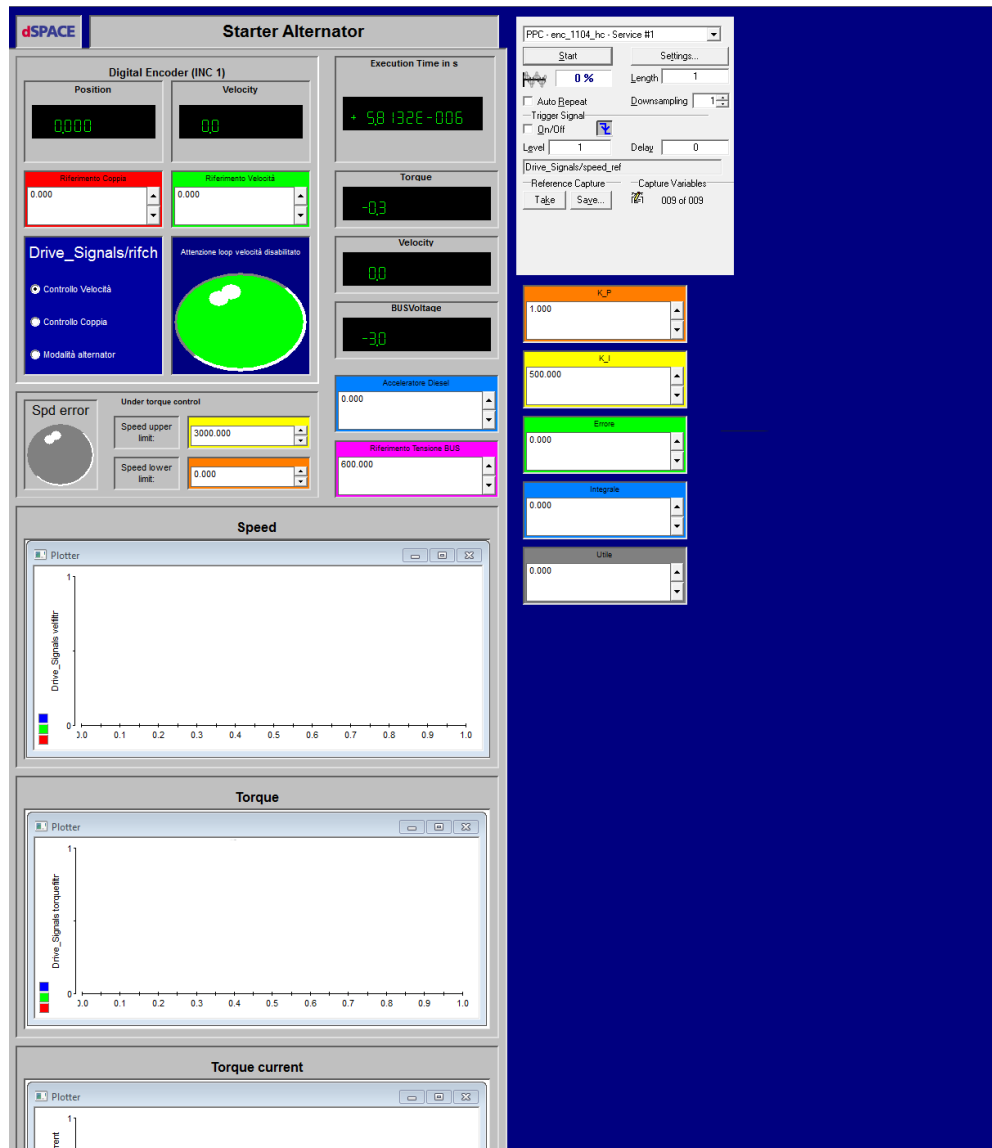 dSPACE
Starter Alternator
Digital Encoder (INC 1)
Position
Velocity
0,000
0,0
Execution Time in s
+ 5,8132E-006
Riferimento Coppia
0.000
Riferimento Velocità
0.000
Torque
-0,3
Drive_Signals/rifch
Controllo Velocità
Controllo Coppia
Modalità alternator
Attenzione loop velocità disabilitato
Velocity
0,0
BUSVoltage
-3,0
Spd error
Under torque control
Speed upper
limit:
3000.000
Speed lower
limit:
0.000
Acceleratore Diesel
0.000
Riferimento Tensione BUS
600.000
Speed
Plotter
Drive_Signals velfiltr
1
0
0.1 0.2 0.3 0.4 0.5 0.6 0.7 0.8 0.9 1.0
Torque
Plotter
Drive_Signals torquefiltr
1
0
0.1 0.2 0.3 0.4 0.5 0.6 0.7 0.8 0.9 1.0
Torque current
Plotter
1
PPC - enc_1104_hc - Service #1
Start
Settings...
0 %
Length
1
Auto Repeat
Downsampling
1
Trigger Signal
On/Off
Level
1
Delay
0
Drive_Signals/speed_ref
Reference Capture
Capture Variables
Take
Save...
009 of 009
K_P
1.000
K_I
500.000
Errore
0.000
Integrale
0.000
Utile
0.000